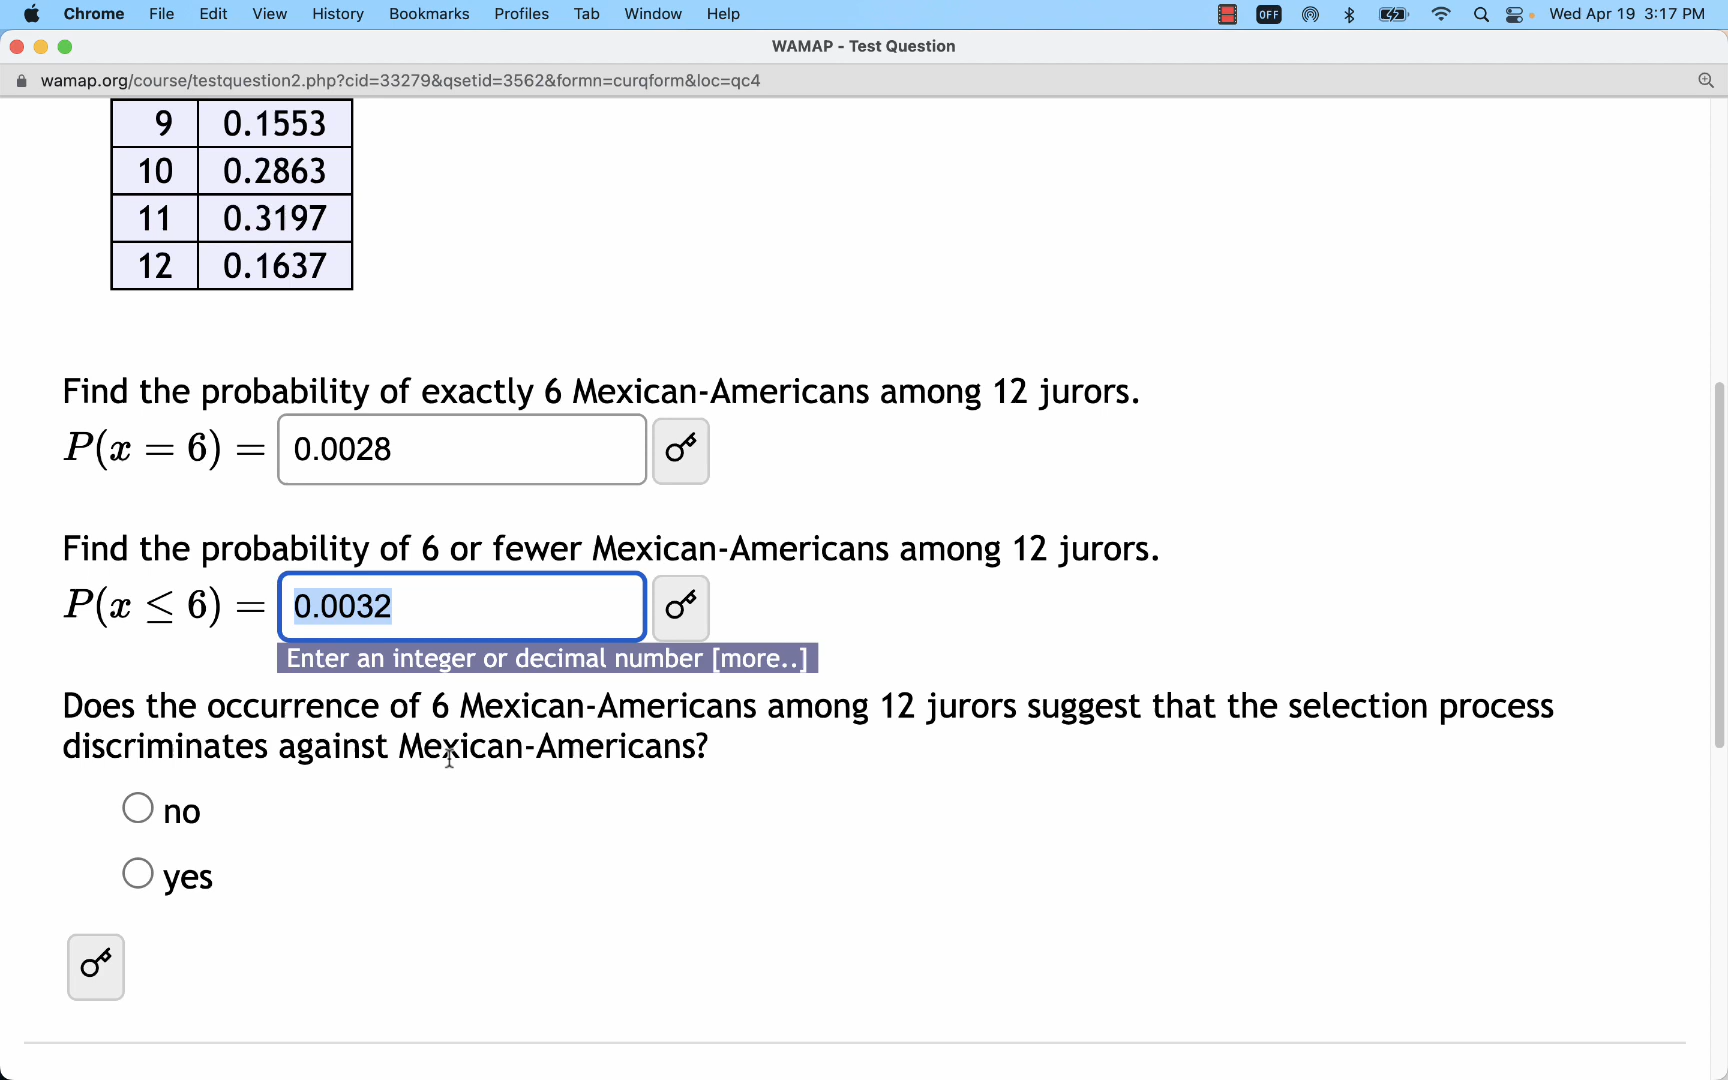 Chrome File Edit View History Bookmarks Profiles Tab Window Help OFF Wed Apr 19 3:17 PM
WAMAP - Test Question
wamap.org/course/testquestion2.php?cid=33279&qsetid=3562&formn=curqform&loc=qc4
9 0.1553
10 0.2863
11 0.3197
12 0.1637
Find the probability of exactly 6 Mexican-Americans among 12 jurors.
P(x = 6) = 0.0028
Find the probability of 6 or fewer Mexican-Americans among 12 jurors.
P(x ≤ 6) = 0.0032
Enter an integer or decimal number [more..]
Does the occurrence of 6 Mexican-Americans among 12 jurors suggest that the selection process
discriminates against Mexican-Americans?
no
yes